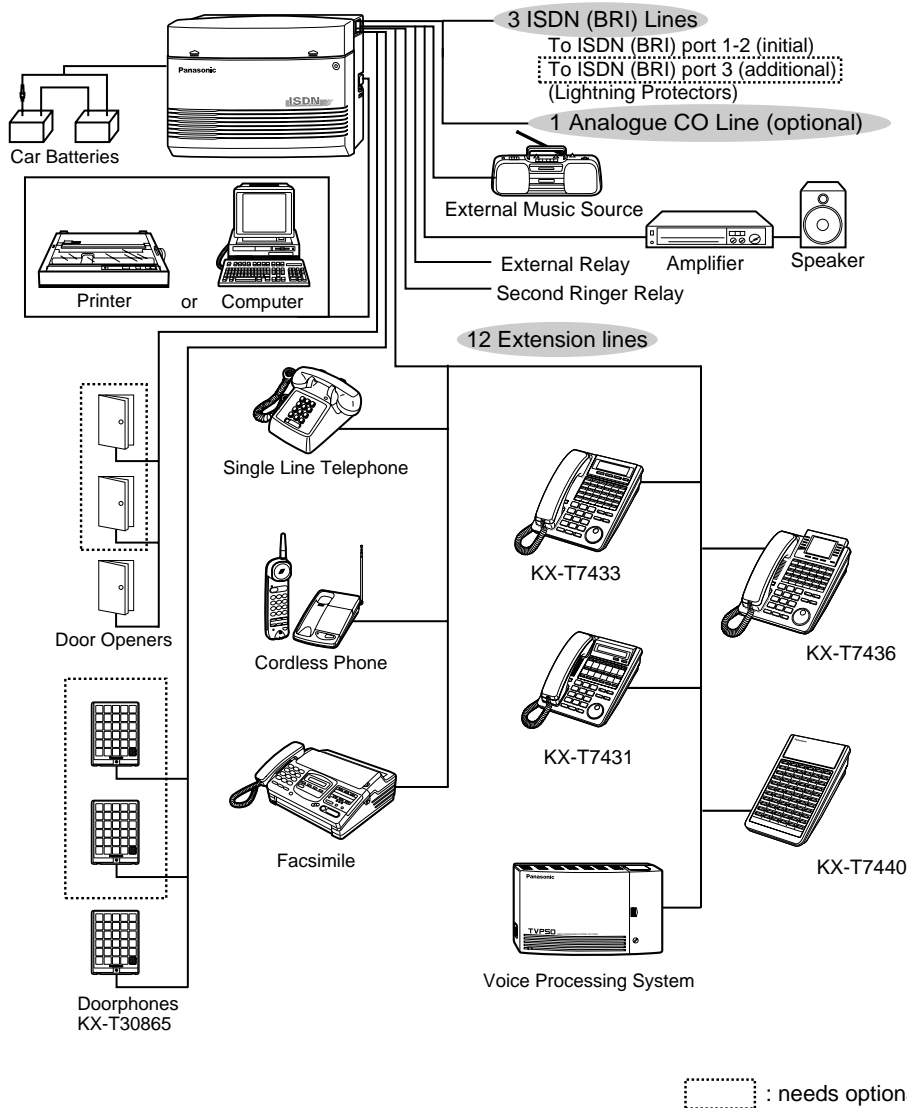 3 ISDN (BRI) Lines
To ISDN (BRI) port 1-2 (initial)
To ISDN (BRI) port 3 (additional)
(Lightning Protectors)
1 Analogue CO Line (optional)
Panasonic
ISDN
Car Batteries
External Music Source
Amplifier
Speaker
External Relay
Second Ringer Relay
Printer
or
Computer
12 Extension lines
Single Line Telephone
KX-T7433
KX-T7436
Door Openers
Cordless Phone
KX-T7431
Facsimile
KX-T7440
Panasonic
TVP50
Voice Processing System
Doorphones
KX-T30865
: needs optiona